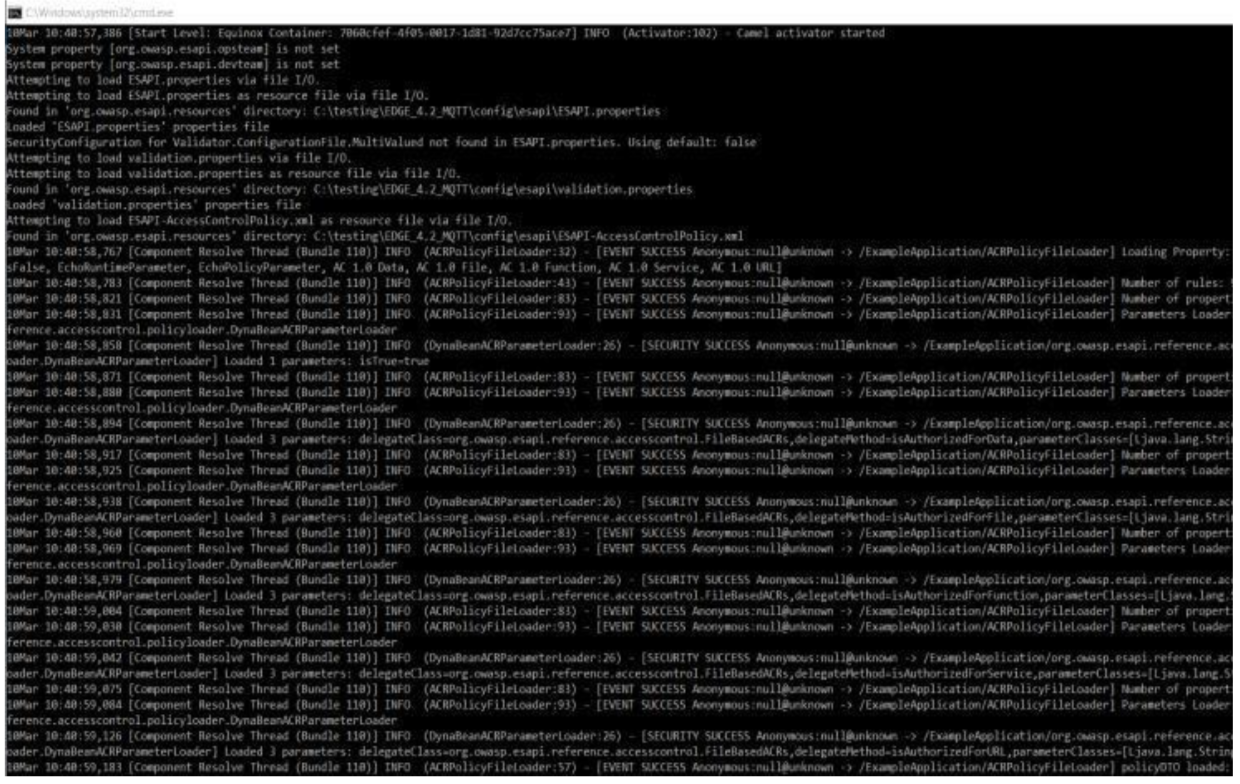 C:\Windows\system32\cmd.exe
10Mar 10:40:57,386 [Start Level: Equinox Container: 7060cfef-4f05-0017-1d81-92d7cc75ace7] INFO  (Activator:102) - Camel activator started
System property [org.owasp.esapi.opsteam] is not set
System property [org.owasp.esapi.devteam] is not set
Attempting to load ESAPI.properties via file I/O.
Attempting to load ESAPI.properties as resource file via file I/O.
Found in 'org.owasp.esapi.resources' directory: C:\testing\EDGE_4.2_MQTT\config\esapi\ESAPI.properties
Loaded 'ESAPI.properties' properties file
SecurityConfiguration for Validator.ConfigurationFile.MultiValued not found in ESAPI.properties. Using default: false
Attempting to load validation.properties via file I/O.
Attempting to load validation.properties as resource file via file I/O.
Found in 'org.owasp.esapi.resources' directory: C:\testing\EDGE_4.2_MQTT\config\esapi\validation.properties
Loaded 'validation.properties' properties file
Attempting to load ESAPI-AccessControlPolicy.xml as resource file via file I/O.
Found in 'org.owasp.esapi.resources' directory: C:\testing\EDGE_4.2_MQTT\config\esapi\ESAPI-AccessControlPolicy.xml
10Mar 10:40:58,767 [Component Resolve Thread (Bundle 110)] INFO  (ACRPolicyFileLoader:32) - [EVENT SUCCESS Anonymous:null@unknown -> /ExampleApplication/ACRPolicyFileLoader] Loading Property:
sFalse, EchoRuntimeParameter, EchoPolicyParameter, AC 1.0 Data, AC 1.0 File, AC 1.0 Function, AC 1.0 Service, AC 1.0 URL]
10Mar 10:40:58,783 [Component Resolve Thread (Bundle 110)] INFO  (ACRPolicyFileLoader:43) - [EVENT SUCCESS Anonymous:null@unknown -> /ExampleApplication/ACRPolicyFileLoader] Number of rules:
10Mar 10:40:58,821 [Component Resolve Thread (Bundle 110)] INFO  (ACRPolicyFileLoader:83) - [EVENT SUCCESS Anonymous:null@unknown -> /ExampleApplication/ACRPolicyFileLoader] Number of propert
10Mar 10:40:58,831 [Component Resolve Thread (Bundle 110)] INFO  (ACRPolicyFileLoader:93) - [EVENT SUCCESS Anonymous:null@unknown -> /ExampleApplication/ACRPolicyFileLoader] Parameters Loader
ference.accesscontrol.policyloader.DynaBeanACRParameterLoader
10Mar 10:40:58,858 [Component Resolve Thread (Bundle 110)] INFO  (DynaBeanACRParameterLoader:26) - [SECURITY SUCCESS Anonymous:null@unknown -> /ExampleApplication/org.owasp.esapi.reference.ac
oader.DynaBeanACRParameterLoader] Loaded 1 parameters: isTrue=true
10Mar 10:40:58,871 [Component Resolve Thread (Bundle 110)] INFO  (ACRPolicyFileLoader:83) - [EVENT SUCCESS Anonymous:null@unknown -> /ExampleApplication/ACRPolicyFileLoader] Number of propert
10Mar 10:40:58,880 [Component Resolve Thread (Bundle 110)] INFO  (ACRPolicyFileLoader:93) - [EVENT SUCCESS Anonymous:null@unknown -> /ExampleApplication/ACRPolicyFileLoader] Parameters Loader
ference.accesscontrol.policyloader.DynaBeanACRParameterLoader
10Mar 10:40:58,894 [Component Resolve Thread (Bundle 110)] INFO  (DynaBeanACRParameterLoader:26) - [SECURITY SUCCESS Anonymous:null@unknown -> /ExampleApplication/org.owasp.esapi.reference.ac
oader.DynaBeanACRParameterLoader] Loaded 3 parameters: delegateClass=org.owasp.esapi.reference.accesscontrol.FileBasedACRs,delegateMethod=isAuthorizedForData,parameterClasses=[Ljava.lang.Strin
10Mar 10:40:58,917 [Component Resolve Thread (Bundle 110)] INFO  (ACRPolicyFileLoader:83) - [EVENT SUCCESS Anonymous:null@unknown -> /ExampleApplication/ACRPolicyFileLoader] Number of propert
10Mar 10:40:58,925 [Component Resolve Thread (Bundle 110)] INFO  (ACRPolicyFileLoader:93) - [EVENT SUCCESS Anonymous:null@unknown -> /ExampleApplication/ACRPolicyFileLoader] Parameters Loader
ference.accesscontrol.policyloader.DynaBeanACRParameterLoader
10Mar 10:40:58,938 [Component Resolve Thread (Bundle 110)] INFO  (DynaBeanACRParameterLoader:26) - [SECURITY SUCCESS Anonymous:null@unknown -> /ExampleApplication/org.owasp.esapi.reference.ac
oader.DynaBeanACRParameterLoader] Loaded 3 parameters: delegateClass=org.owasp.esapi.reference.accesscontrol.FileBasedACRs,delegateMethod=isAuthorizedForFile,parameterClasses=[Ljava.lang.Strin
10Mar 10:40:58,960 [Component Resolve Thread (Bundle 110)] INFO  (ACRPolicyFileLoader:83) - [EVENT SUCCESS Anonymous:null@unknown -> /ExampleApplication/ACRPolicyFileLoader] Number of propert
10Mar 10:40:58,969 [Component Resolve Thread (Bundle 110)] INFO  (ACRPolicyFileLoader:93) - [EVENT SUCCESS Anonymous:null@unknown -> /ExampleApplication/ACRPolicyFileLoader] Parameters Loader
ference.accesscontrol.policyloader.DynaBeanACRParameterLoader
10Mar 10:40:58,979 [Component Resolve Thread (Bundle 110)] INFO  (DynaBeanACRParameterLoader:26) - [SECURITY SUCCESS Anonymous:null@unknown -> /ExampleApplication/org.owasp.esapi.reference.ac
oader.DynaBeanACRParameterLoader] Loaded 3 parameters: delegateClass=org.owasp.esapi.reference.accesscontrol.FileBasedACRs,delegateMethod=isAuthorizedForFunction,parameterClasses=[Ljava.lang.
10Mar 10:40:59,004 [Component Resolve Thread (Bundle 110)] INFO  (ACRPolicyFileLoader:83) - [EVENT SUCCESS Anonymous:null@unknown -> /ExampleApplication/ACRPolicyFileLoader] Number of propert
10Mar 10:40:59,030 [Component Resolve Thread (Bundle 110)] INFO  (ACRPolicyFileLoader:93) - [EVENT SUCCESS Anonymous:null@unknown -> /ExampleApplication/ACRPolicyFileLoader] Parameters Loader
ference.accesscontrol.policyloader.DynaBeanACRParameterLoader
10Mar 10:40:59,042 [Component Resolve Thread (Bundle 110)] INFO  (DynaBeanACRParameterLoader:26) - [SECURITY SUCCESS Anonymous:null@unknown -> /ExampleApplication/org.owasp.esapi.reference.ac
oader.DynaBeanACRParameterLoader] Loaded 3 parameters: delegateClass=org.owasp.esapi.reference.accesscontrol.FileBasedACRs,delegateMethod=isAuthorizedForService,parameterClasses=[Ljava.lang.S
10Mar 10:40:59,075 [Component Resolve Thread (Bundle 110)] INFO  (ACRPolicyFileLoader:83) - [EVENT SUCCESS Anonymous:null@unknown -> /ExampleApplication/ACRPolicyFileLoader] Number of propert
10Mar 10:40:59,084 [Component Resolve Thread (Bundle 110)] INFO  (ACRPolicyFileLoader:93) - [EVENT SUCCESS Anonymous:null@unknown -> /ExampleApplication/ACRPolicyFileLoader] Parameters Loader
ference.accesscontrol.policyloader.DynaBeanACRParameterLoader
10Mar 10:40:59,126 [Component Resolve Thread (Bundle 110)] INFO  (DynaBeanACRParameterLoader:26) - [SECURITY SUCCESS Anonymous:null@unknown -> /ExampleApplication/org.owasp.esapi.reference.ac
oader.DynaBeanACRParameterLoader] Loaded 3 parameters: delegateClass=org.owasp.esapi.reference.accesscontrol.FileBasedACRs,delegateMethod=isAuthorizedForURL,parameterClasses=[Ljava.lang.String
10Mar 10:40:59,183 [Component Resolve Thread (Bundle 110)] INFO  (ACRPolicyFileLoader:57) - [EVENT SUCCESS Anonymous:null@unknown -> /ExampleApplication/ACRPolicyFileLoader] policyDTO loaded: